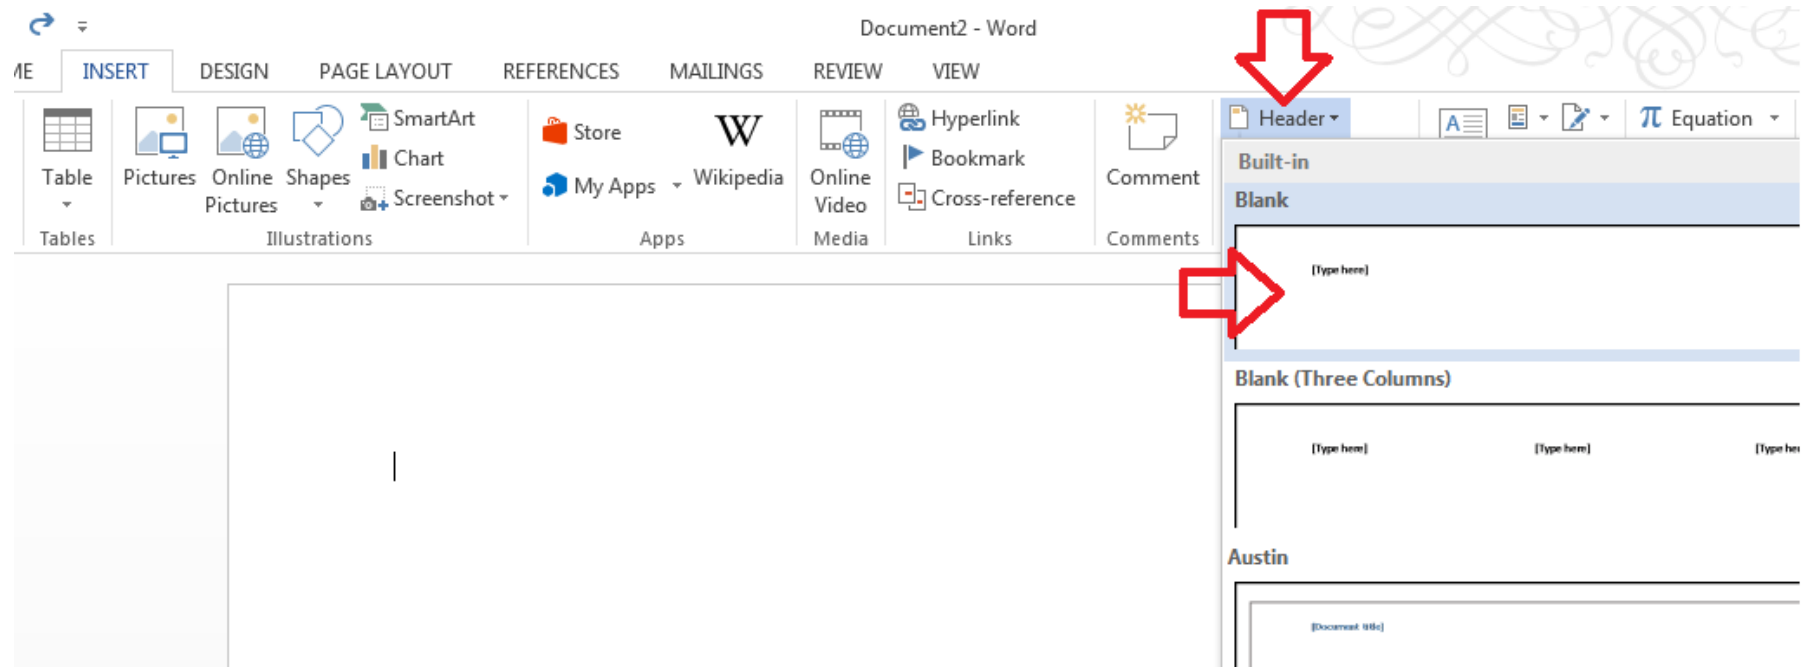 Document2 - Word
ME INSERT DESIGN PAGE LAYOUT REFERENCES MAILINGS REVIEW VIEW
Table
Tables
Pictures
Online
Pictures
Shapes
SmartArt
Chart
Screenshot
Illustrations
Store
My Apps
W
Wikipedia
Apps
Online
Video
Media
Hyperlink
Bookmark
Cross-reference
Links
Comment
Comments
Header
A
π Equation
Built-in
Blank
[Type here]
Blank (Three Columns)
[Type here] [Type here] [Type her
Austin
[Document title]